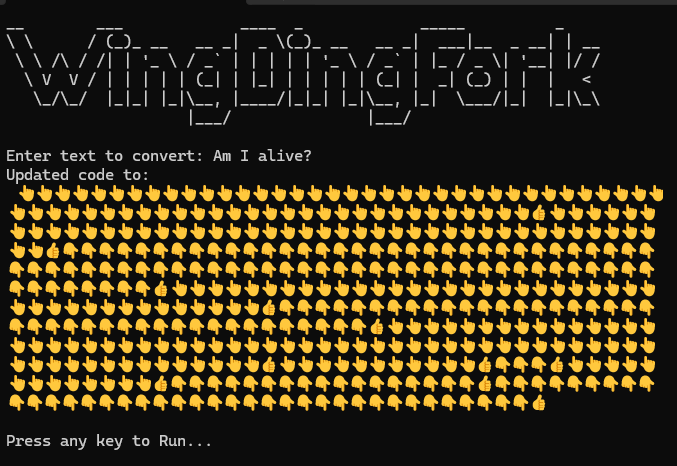 WingDingFork
Enter text to convert: Am I alive?
Updated code to:
Press any key to Run...